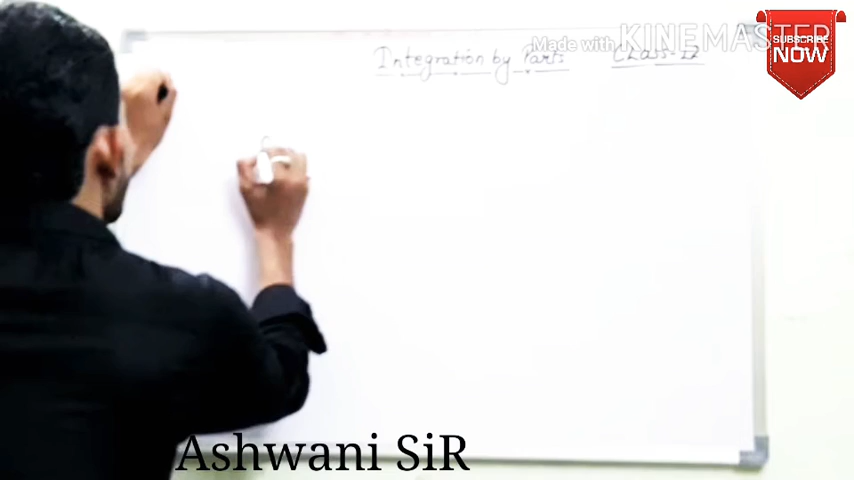 Made with KINEMASTER
SUBSCRIBE
NOW
Integration by Parts
Ashwani SiR